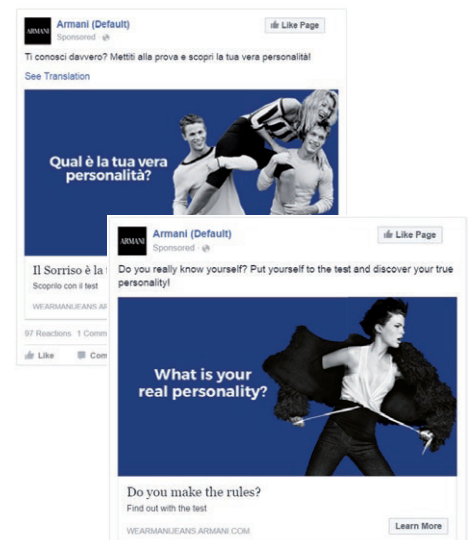 ARMANI
Armani (Default)
Sponsored ·
Like Page
Ti conosci davvero? Mettiti alla prova e scopri la tua vera personalità!
See Translation
Qual è la tua vera
personalità?
Il Sorriso è la
Scoprilo con il test
97 Reactions 1
Like
ARMANI
Armani (Default)
Sponsored ·
Like Page
Do you really know yourself? Put yourself to the test and discover your true
personality!
What is your
real personality?
Do you make the rules?
Find out with the test
WEARMANIJEANS.ARMANI.COM
Learn More